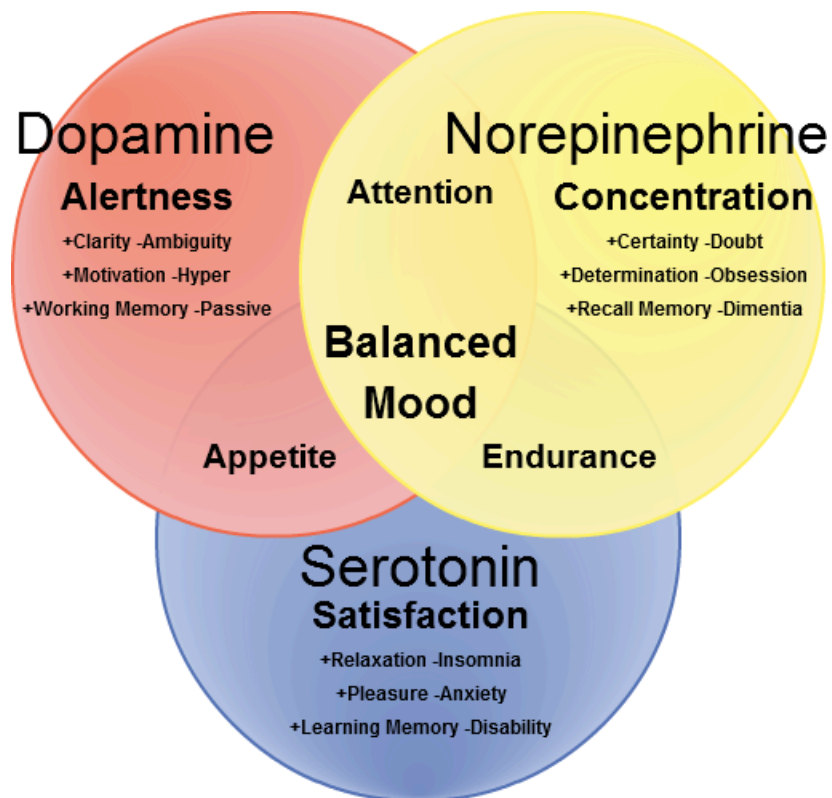 Dopamine
Alertness
+Clarity -Ambiguity
+Motivation -Hyper
+Working Memory -Passive
Attention
Norepinephrine
Concentration
+Certainty -Doubt
+Determination -Obsession
+Recall Memory -Dimentia
Balanced
Mood
Appetite
Endurance
Serotonin
Satisfaction
+Relaxation -Insomnia
+Pleasure -Anxiety
+Learning Memory -Disability